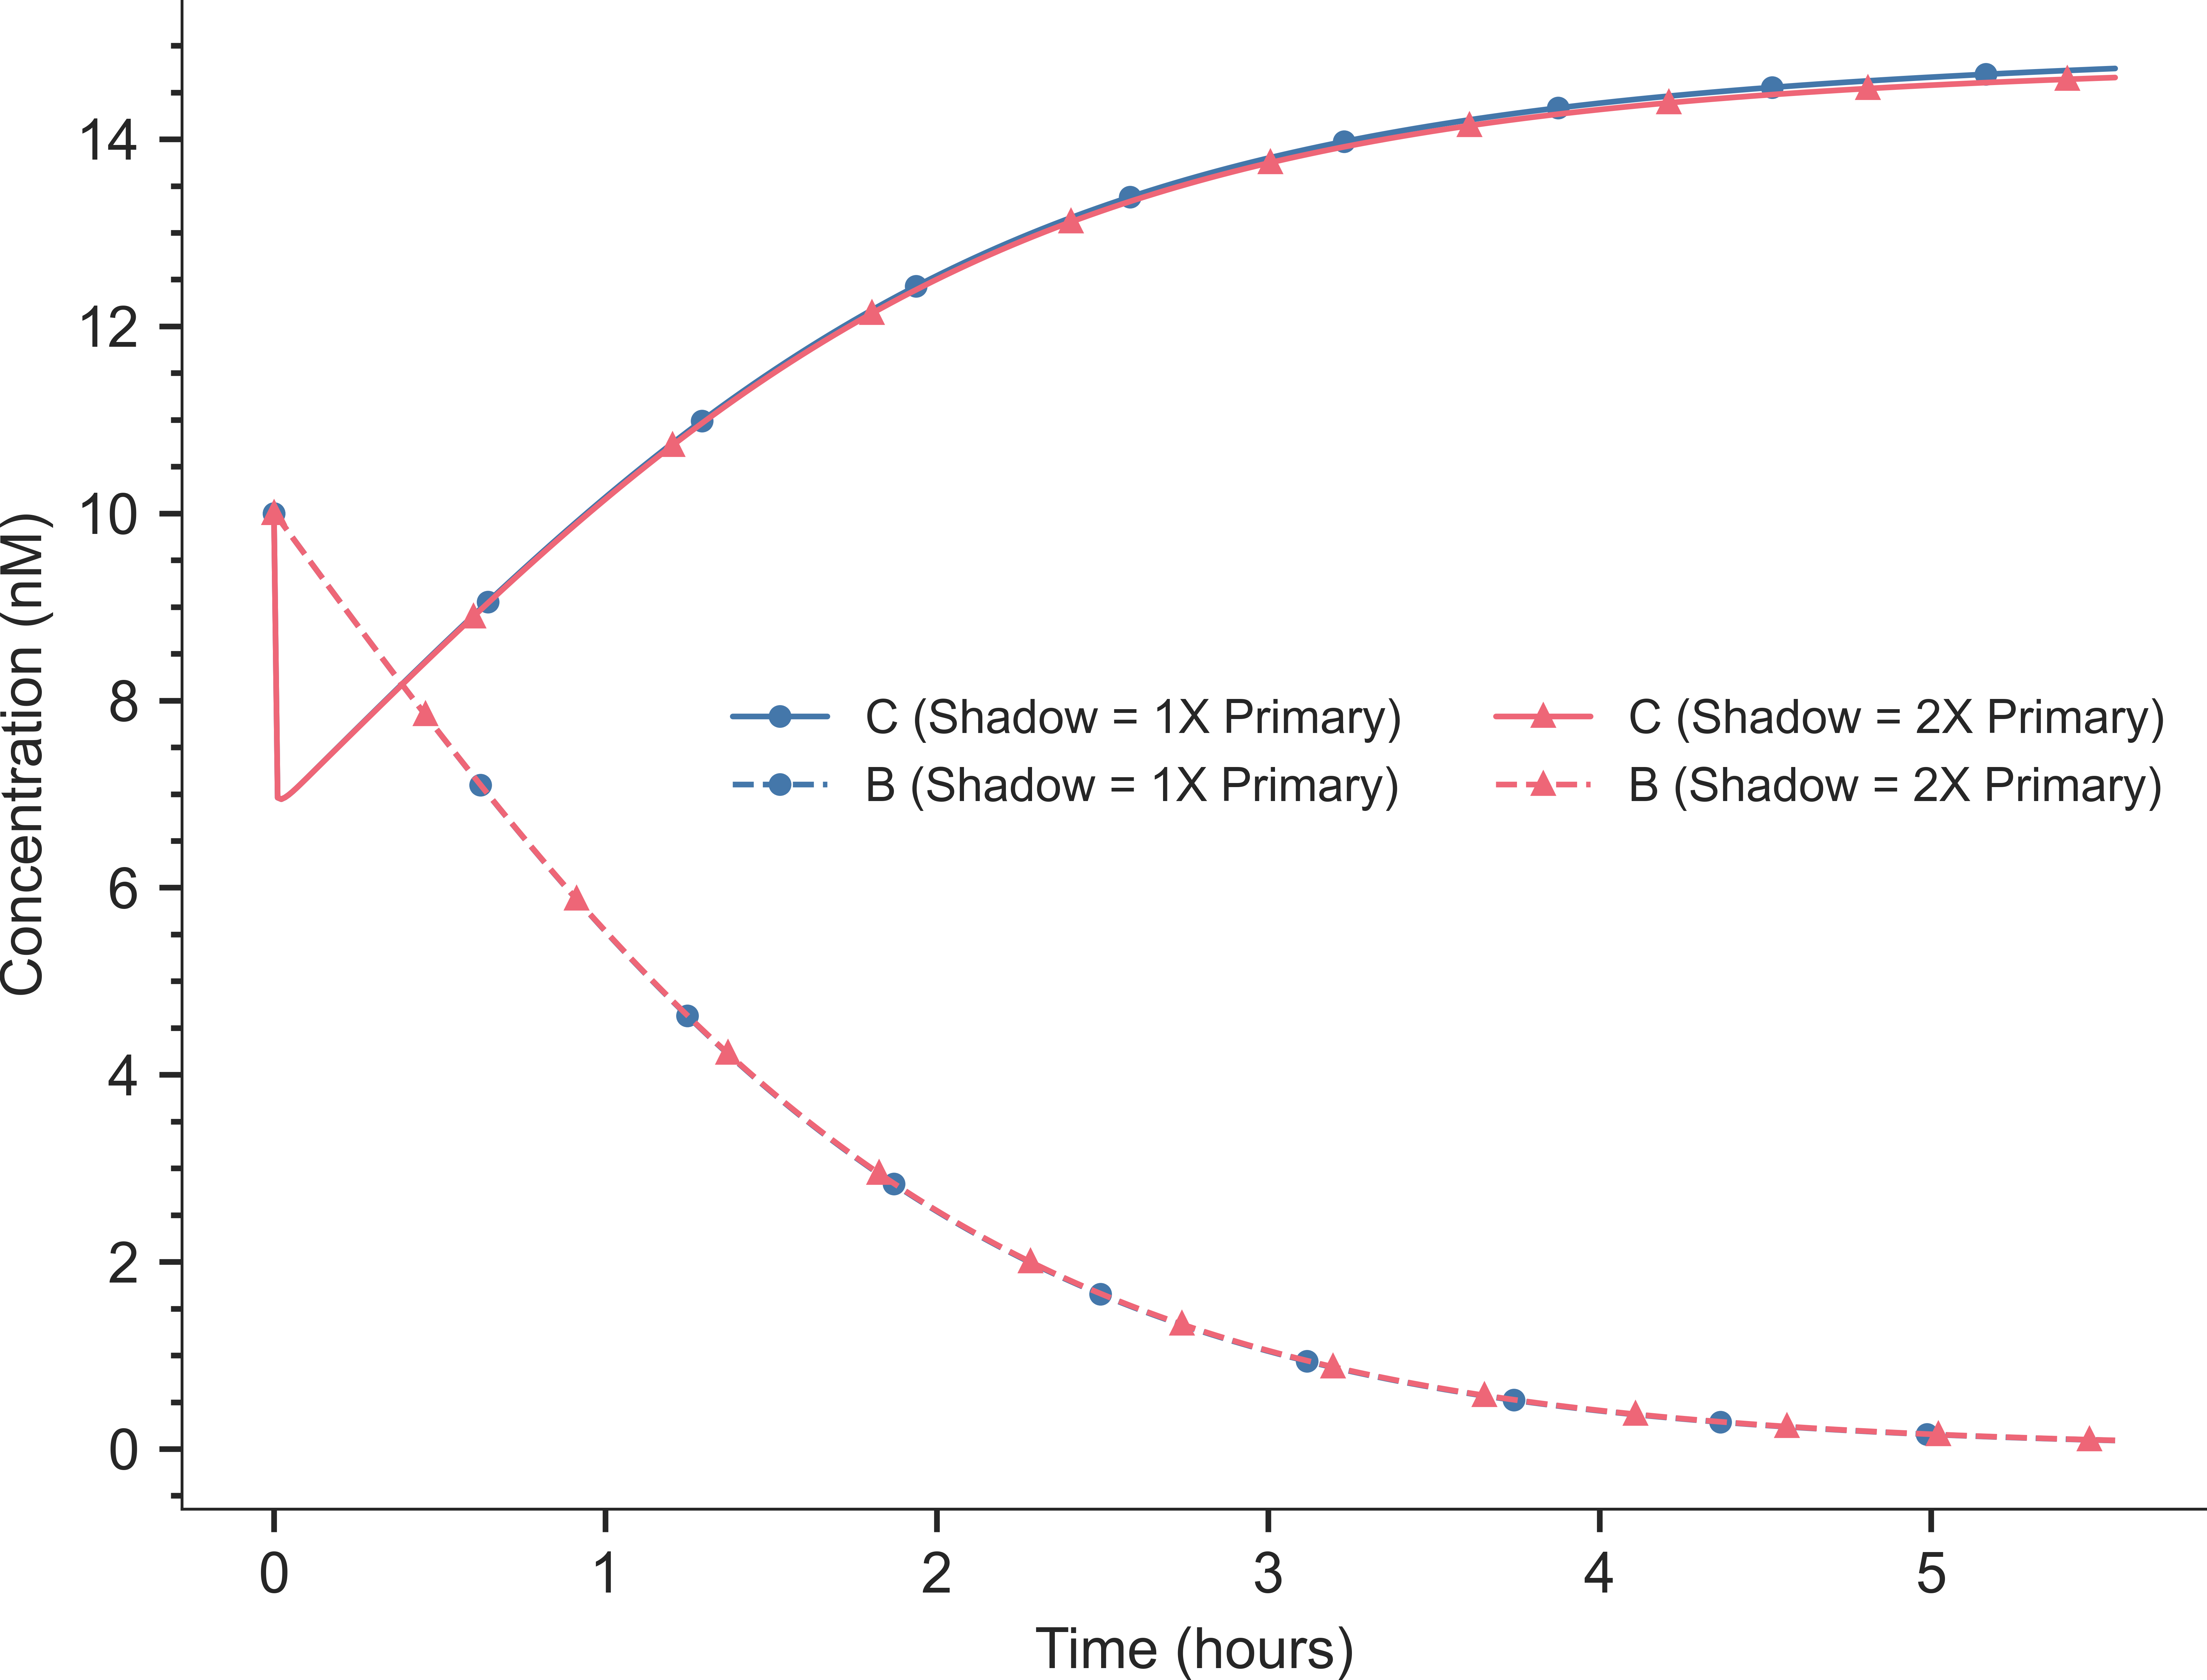 Concentration (nM)
14
12
10
8
6
4
2
0
C (Shadow = 1X Primary)
B (Shadow = 1X Primary)
C (Shadow = 2X Primary)
B (Shadow = 2X Primary)
0 1 2 3 4 5
Time (hours)